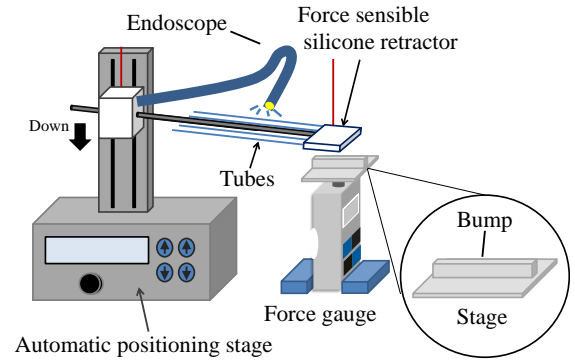 Endoscope
Force sensible
silicone retractor
Down
Tubes
Bump
Stage
Force gauge
Automatic positioning stage